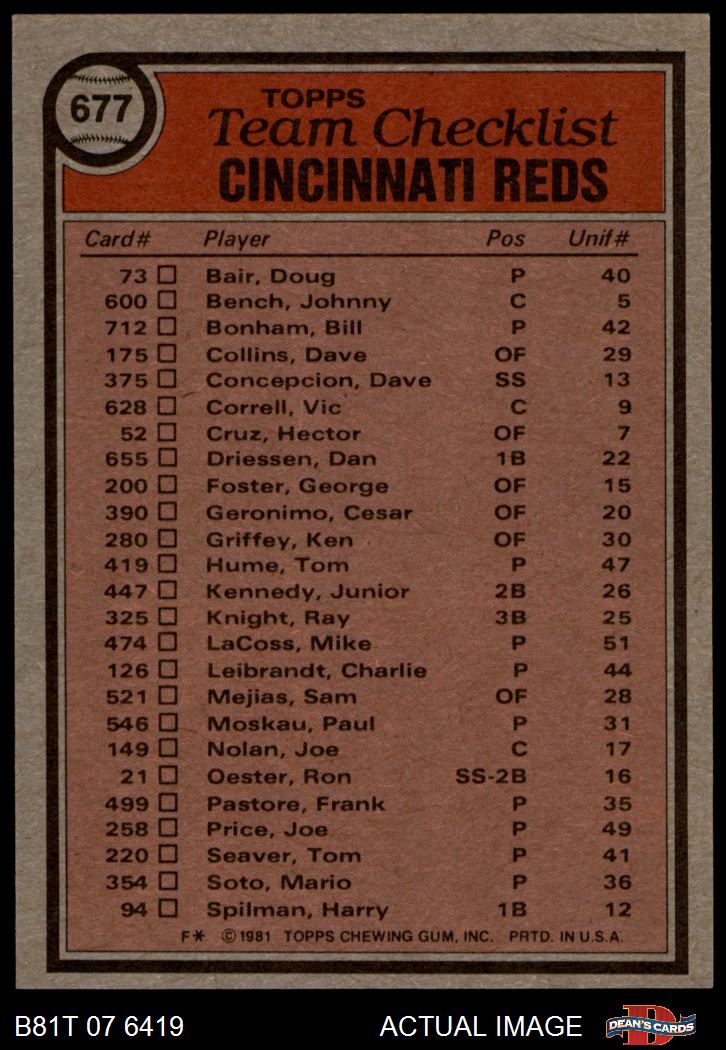 677
TOPPS
Team Checklist
CINCINNATI REDS
Card# Player Pos Unif#
73 Bair, Doug P 40
600 Bench, Johnny C 5
712 Bonham, Bill P 42
175 Collins, Dave OF 29
375 Concepcion, Dave SS 13
628 Correll, Vic C 9
52 Cruz, Hector OF 7
655 Driessen, Dan 1B 22
200 Foster, George OF 15
390 Geronimo, Cesar OF 20
280 Griffey, Ken OF 30
419 Hume, Tom P 47
447 Kennedy, Junior 2B 26
325 Knight, Ray 3B 25
474 LaCoss, Mike P 51
126 Leibrandt, Charlie P 44
521 Mejias, Sam OF 28
546 Moskau, Paul P 31
149 Nolan, Joe C 17
21 Oester, Ron SS-2B 16
499 Pastore, Frank P 35
258 Price, Joe P 49
220 Seaver, Tom P 41
354 Soto, Mario P 36
94 Spilman, Harry 1B 12
F* ©1981 TOPPS CHEWING GUM, INC. PRTD. IN U.S.A.
B81T 07 6419 ACTUAL IMAGE D DEAN'S CARDS